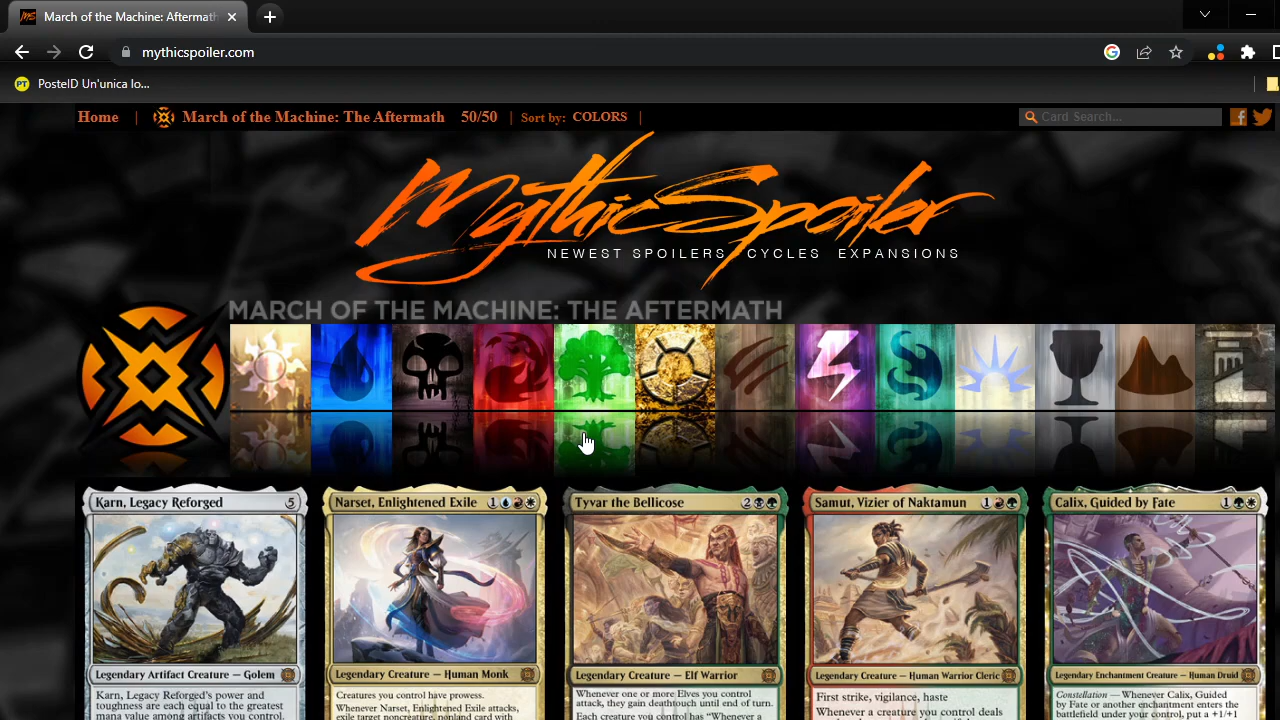 March of the Machine: Aftermath
mythicspoiler.com
PT PosteID Un'unica lo...
Home | March of the Machine: The Aftermath 50/50 | Sort by: COLORS |
Card Search...
MythicSpoiler
NEWEST SPOILERS CYCLES EXPANSIONS
MARCH OF THE MACHINE: THE AFTERMATH
Karn, Legacy Reforged 5
Legendary Artifact Creature — Golem
Karn, Legacy Reforged's power and
toughness are each equal to the greatest
mana value among artifacts you control.
Narset, Enlightened Exile 1
Legendary Creature — Human Monk
Creatures you control have prowess.
Whenever Narset, Enlightened Exile attacks,
exile target noncreature, nonland card with
Tyvar the Bellicose 2
Legendary Creature — Elf Warrior
Whenever one or more Elves you control
attack, they gain deathtouch until end of turn.
Each creature you control has "Whenever a
Samut, Vizier of Naktamun 1
Legendary Creature — Human Warrior Cleric
First strike, vigilance, haste
Whenever a creature you control deals
Calix, Guided by Fate 1
Legendary Enchantment Creature — Human Druid
Constellation — Whenever Calix, Guided
by Fate or another enchantment enters the
battlefield under your control, put a +1/+1